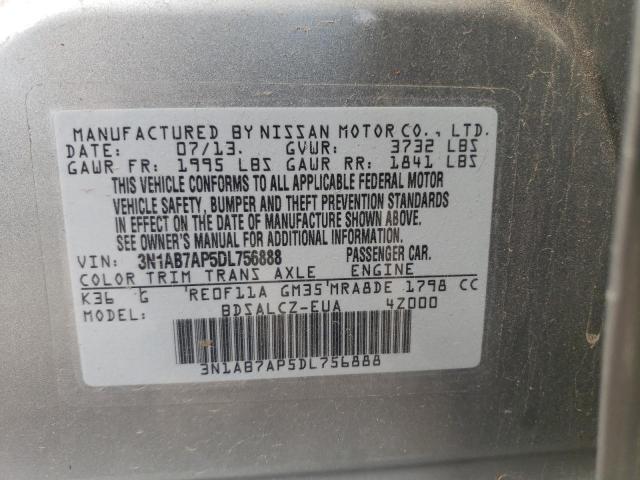 MANUFACTURED BY NISSAN MOTOR CO., LTD.
DATE: 07/13. GVWR: 3732 LBS
GAWR FR: 1995 LBS GAWR RR: 1841 LBS
THIS VEHICLE CONFORMS TO ALL APPLICABLE FEDERAL MOTOR
VEHICLE SAFETY, BUMPER AND THEFT PREVENTION STANDARDS
IN EFFECT ON THE DATE OF MANUFACTURE SHOWN ABOVE.
SEE OWNER'S MANUAL FOR ADDITIONAL INFORMATION.
VIN: 3N1AB7AP5DL756888 PASSENGER CAR.
COLOR TRIM TRANS AXLE ENGINE
K36 G RE0F11A GM35 MRA8DE 1798 CC
MODEL: BDSALCZ-EUA 4Z000
3N1AB7AP5DL756888